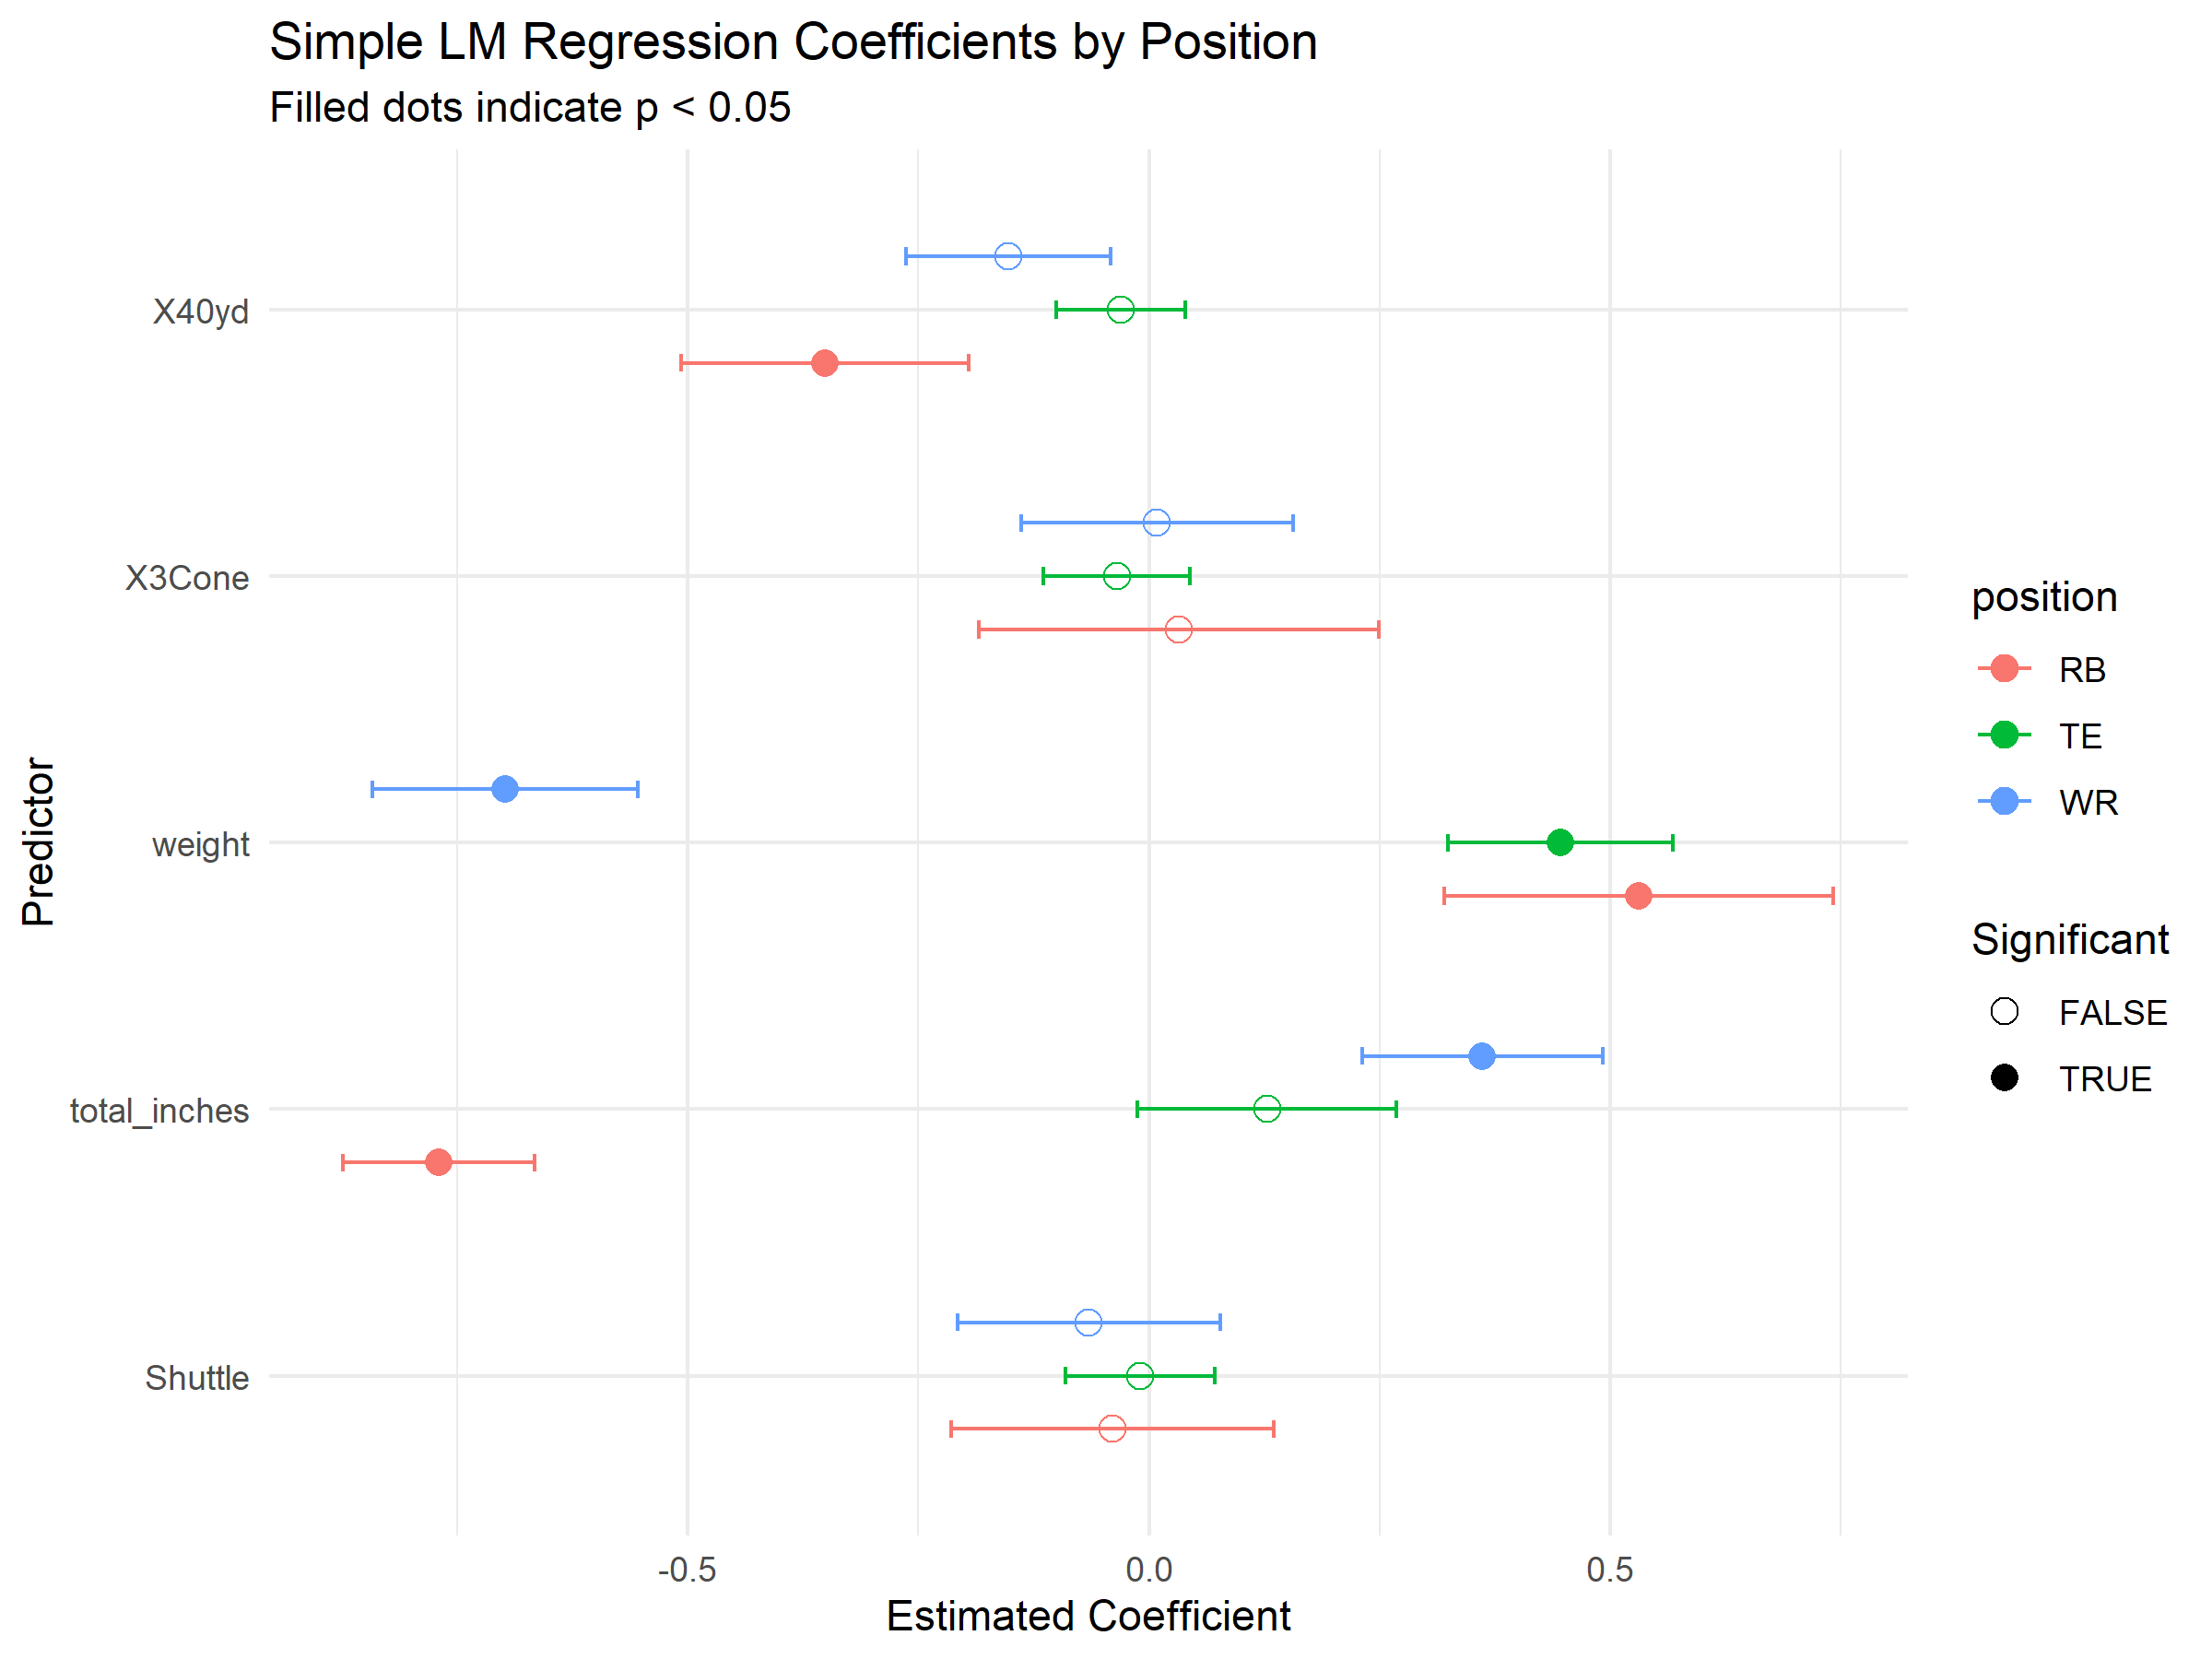 Simple LM Regression Coefficients by Position
Filled dots indicate p < 0.05
Predictor
X40yd
X3Cone
weight
total_inches
Shuttle
-0.5
0.0
0.5
Estimated Coefficient
position
RB
TE
WR
Significant
FALSE
TRUE